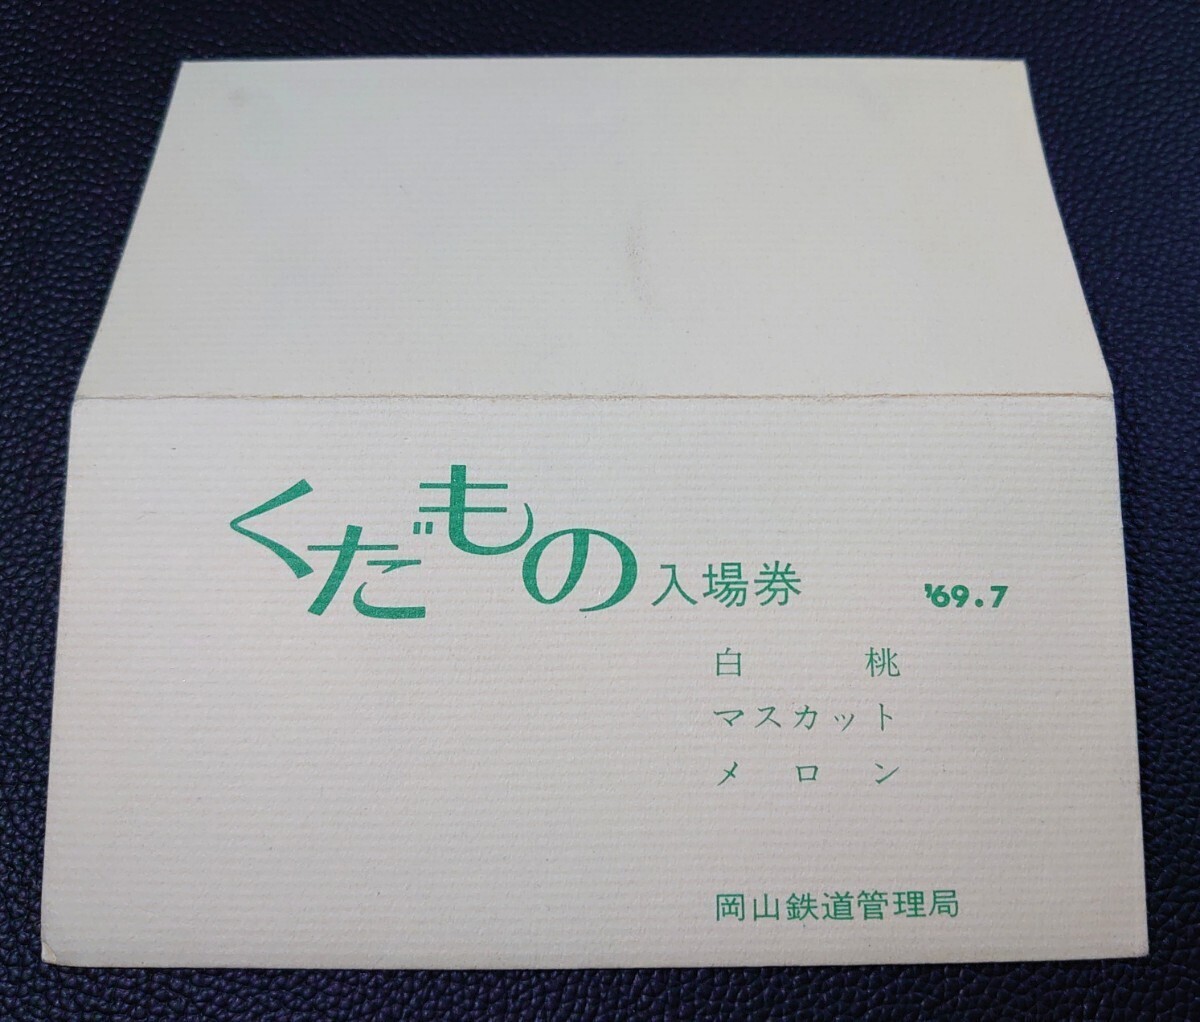 くだもの入場券 '69.7
白桃
マスカット
メロン
岡山鉄道管理局